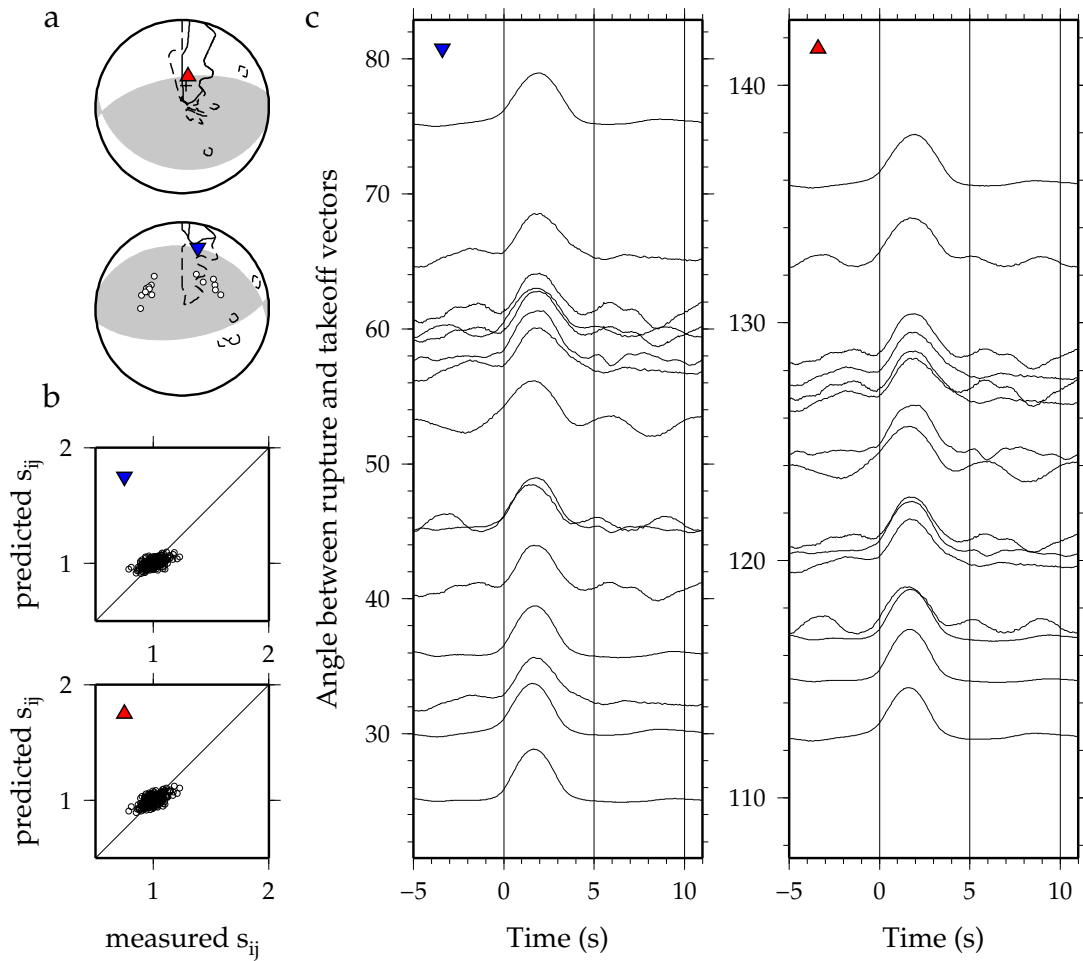 a
b
2
predicted s_ij
1
1
2
2
predicted s_ij
1
1
2
measured s_ij
c
Angle between rupture and takeoff vectors
80
70
60
50
40
30
−5
0
5
10
Time (s)
140
130
120
110
−5
0
5
10
Time (s)